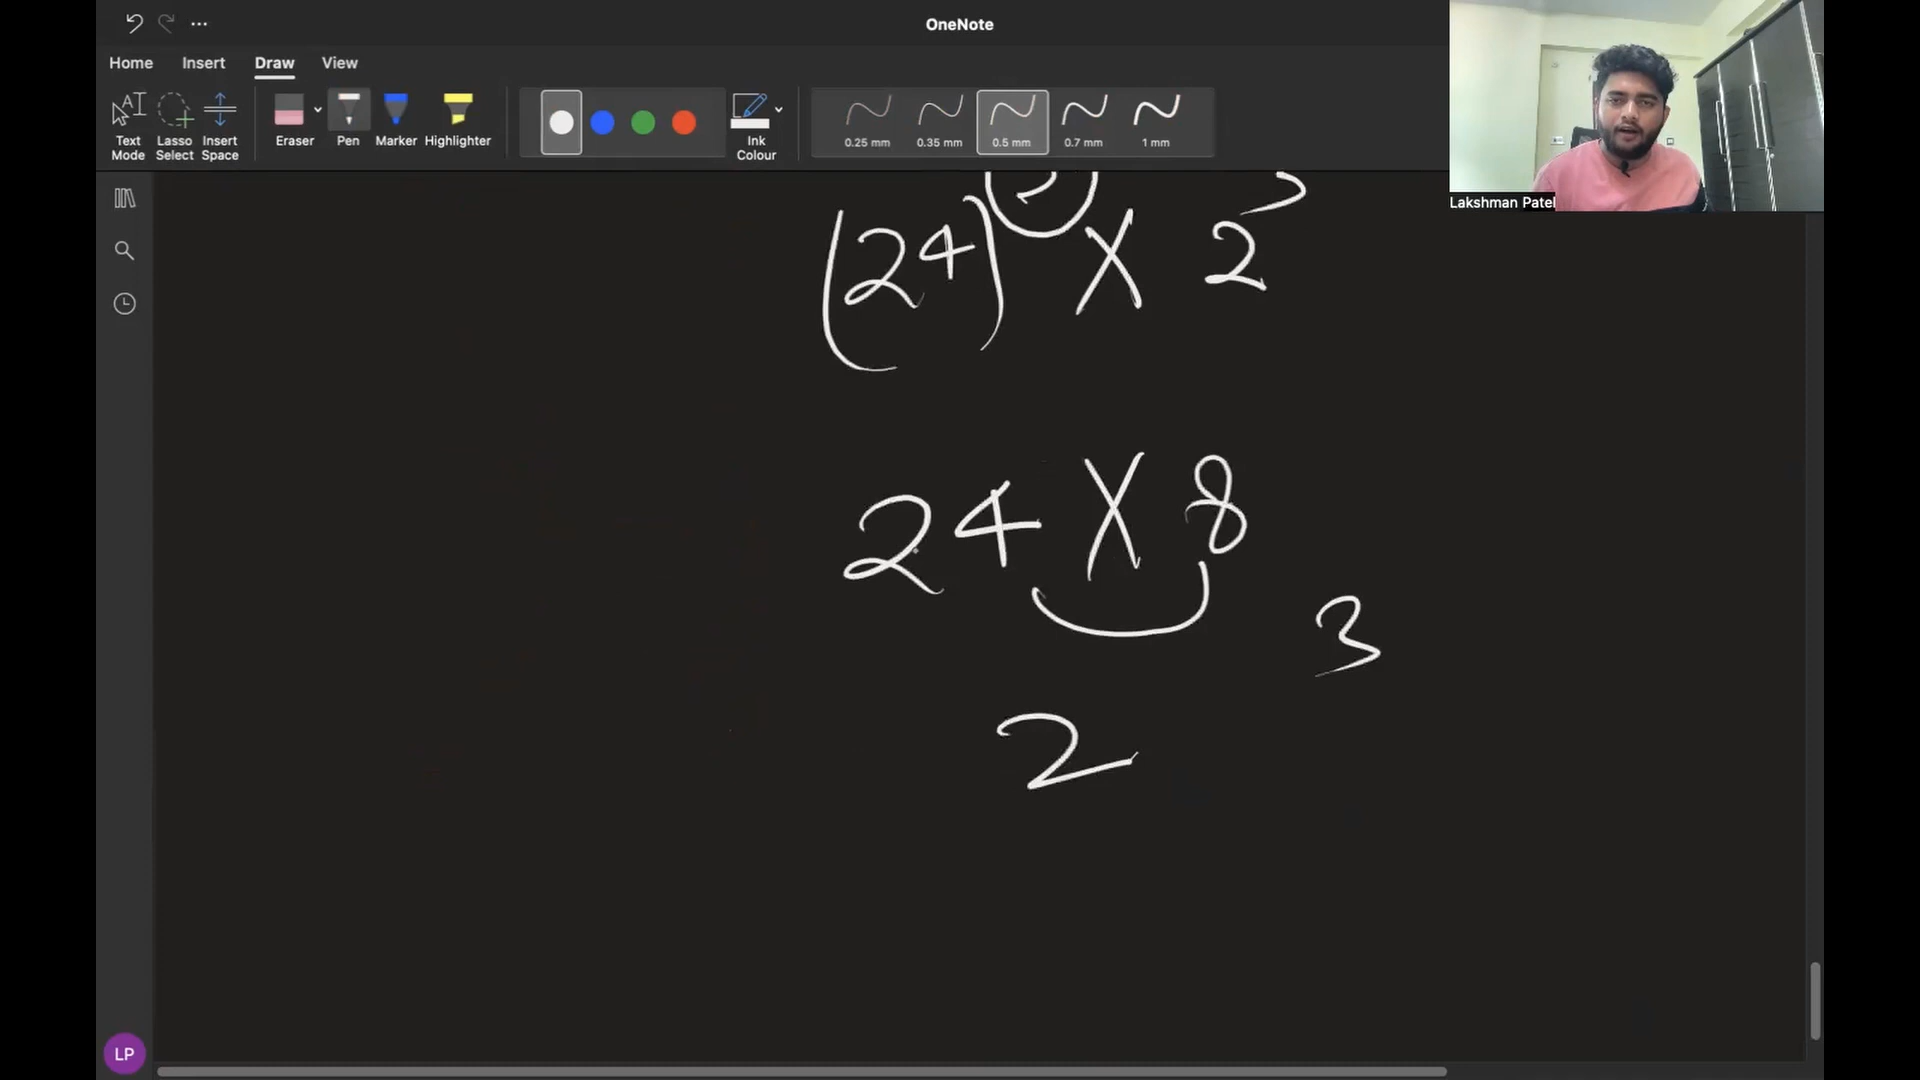 OneNote
Home Insert Draw View
Text Mode
Lasso Select
Insert Space
Eraser
Pen
Marker
Highlighter
Ink Colour
0.25 mm
0.35 mm
0.5 mm
0.7 mm
1 mm
Lakshman Patel
(24) X 2
24 X 8
3
2
LP